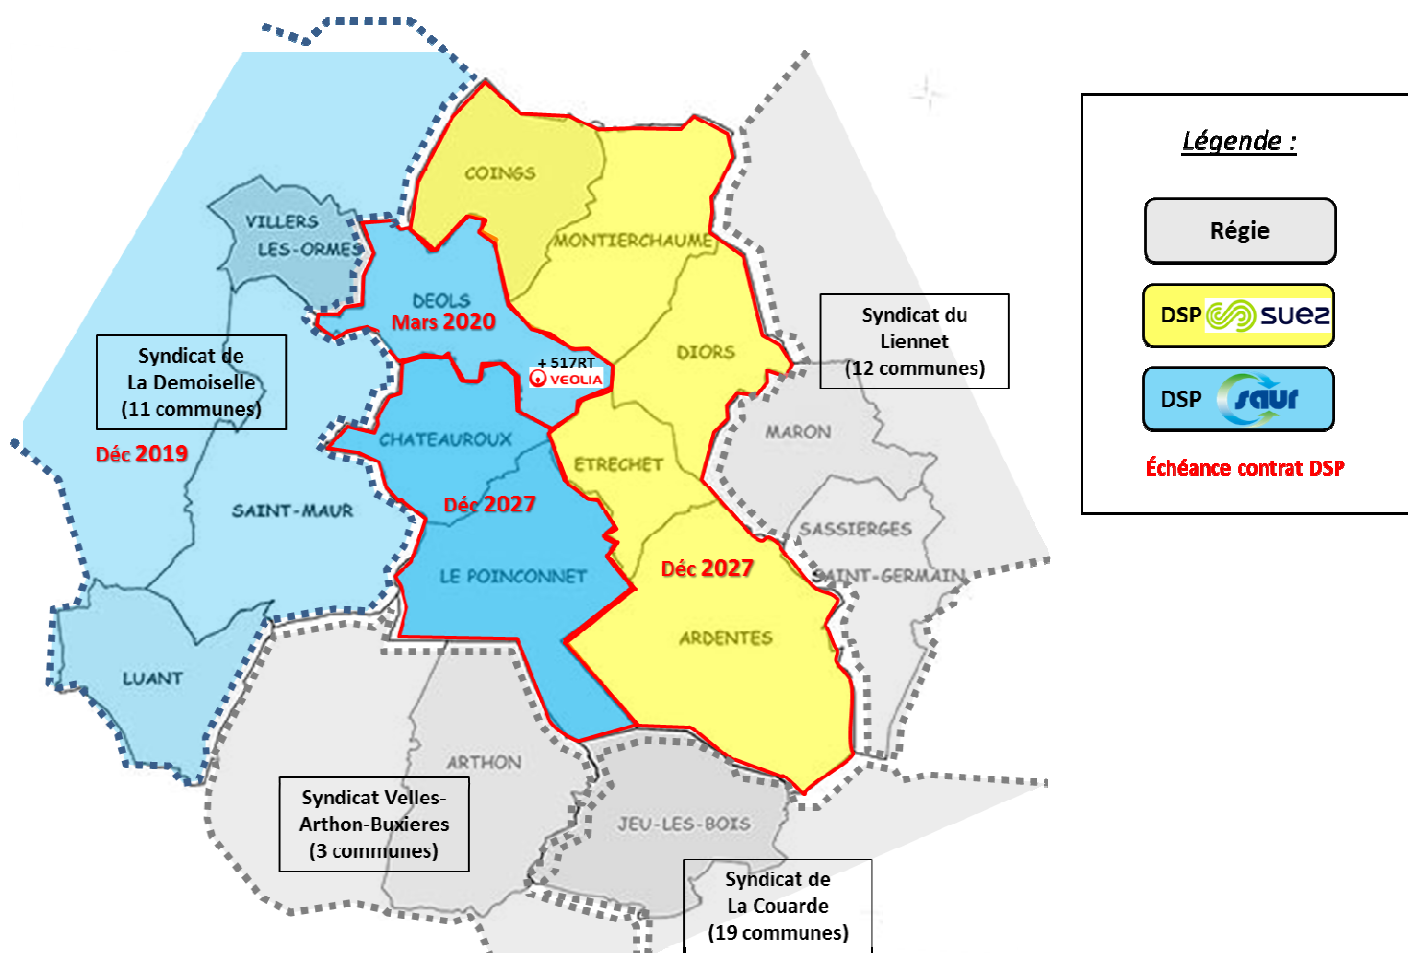 COINGS
VILLERS
LES-ORMES
MONTIERCHAUME
DEOLS
Mars 2020
+ 517RT
VEOLIA
DIORS
Syndicat de
La Demoiselle
(11 communes)
Déc 2019
Syndicat du
Liennet
(12 communes)
CHATEAUROUX
ETRECHET
MARON
Déc 2027
SAINT-MAUR
SASSIERGES
SAINT-GERMAIN
LE POINCONNET
Déc 2027
ARDENTES
LUANT
ARTHON
Syndicat Velles-
Arthon-Buxieres
(3 communes)
JEU-LES-BOIS
Syndicat de
La Couarde
(19 communes)
Légende :
Régie
DSP suez
DSP saur
Échéance contrat DSP